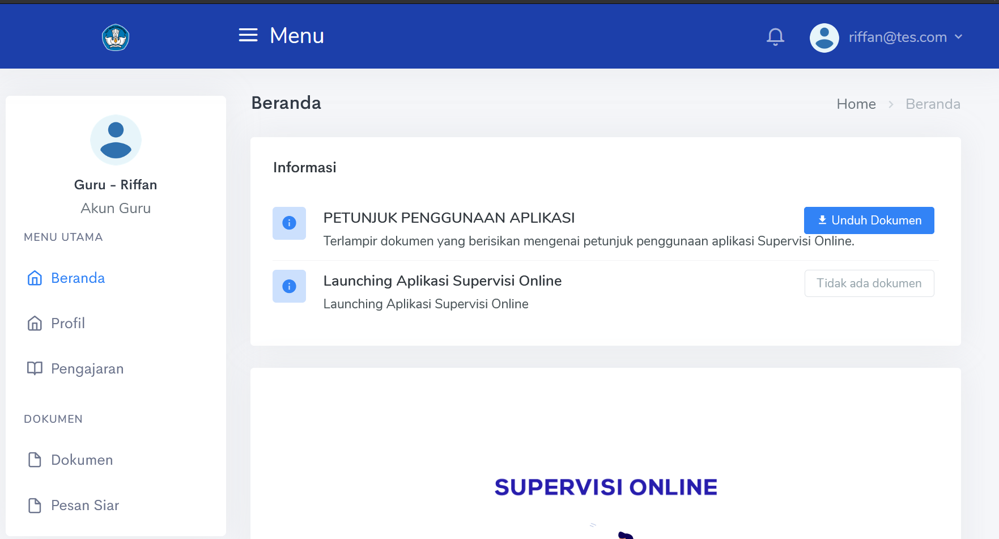 Menu
riffan@tes.com
Guru - Riffan
Akun Guru
MENU UTAMA
Beranda
Profil
Pengajaran
DOKUMEN
Dokumen
Pesan Siar
Beranda
Home > Beranda
Informasi
PETUNJUK PENGGUNAAN APLIKASI
Unduh Dokumen
Terlampir dokumen yang berisikan mengenai petunjuk penggunaan aplikasi Supervisi Online.
Launching Aplikasi Supervisi Online
Tidak ada dokumen
Launching Aplikasi Supervisi Online
SUPERVISI ONLINE